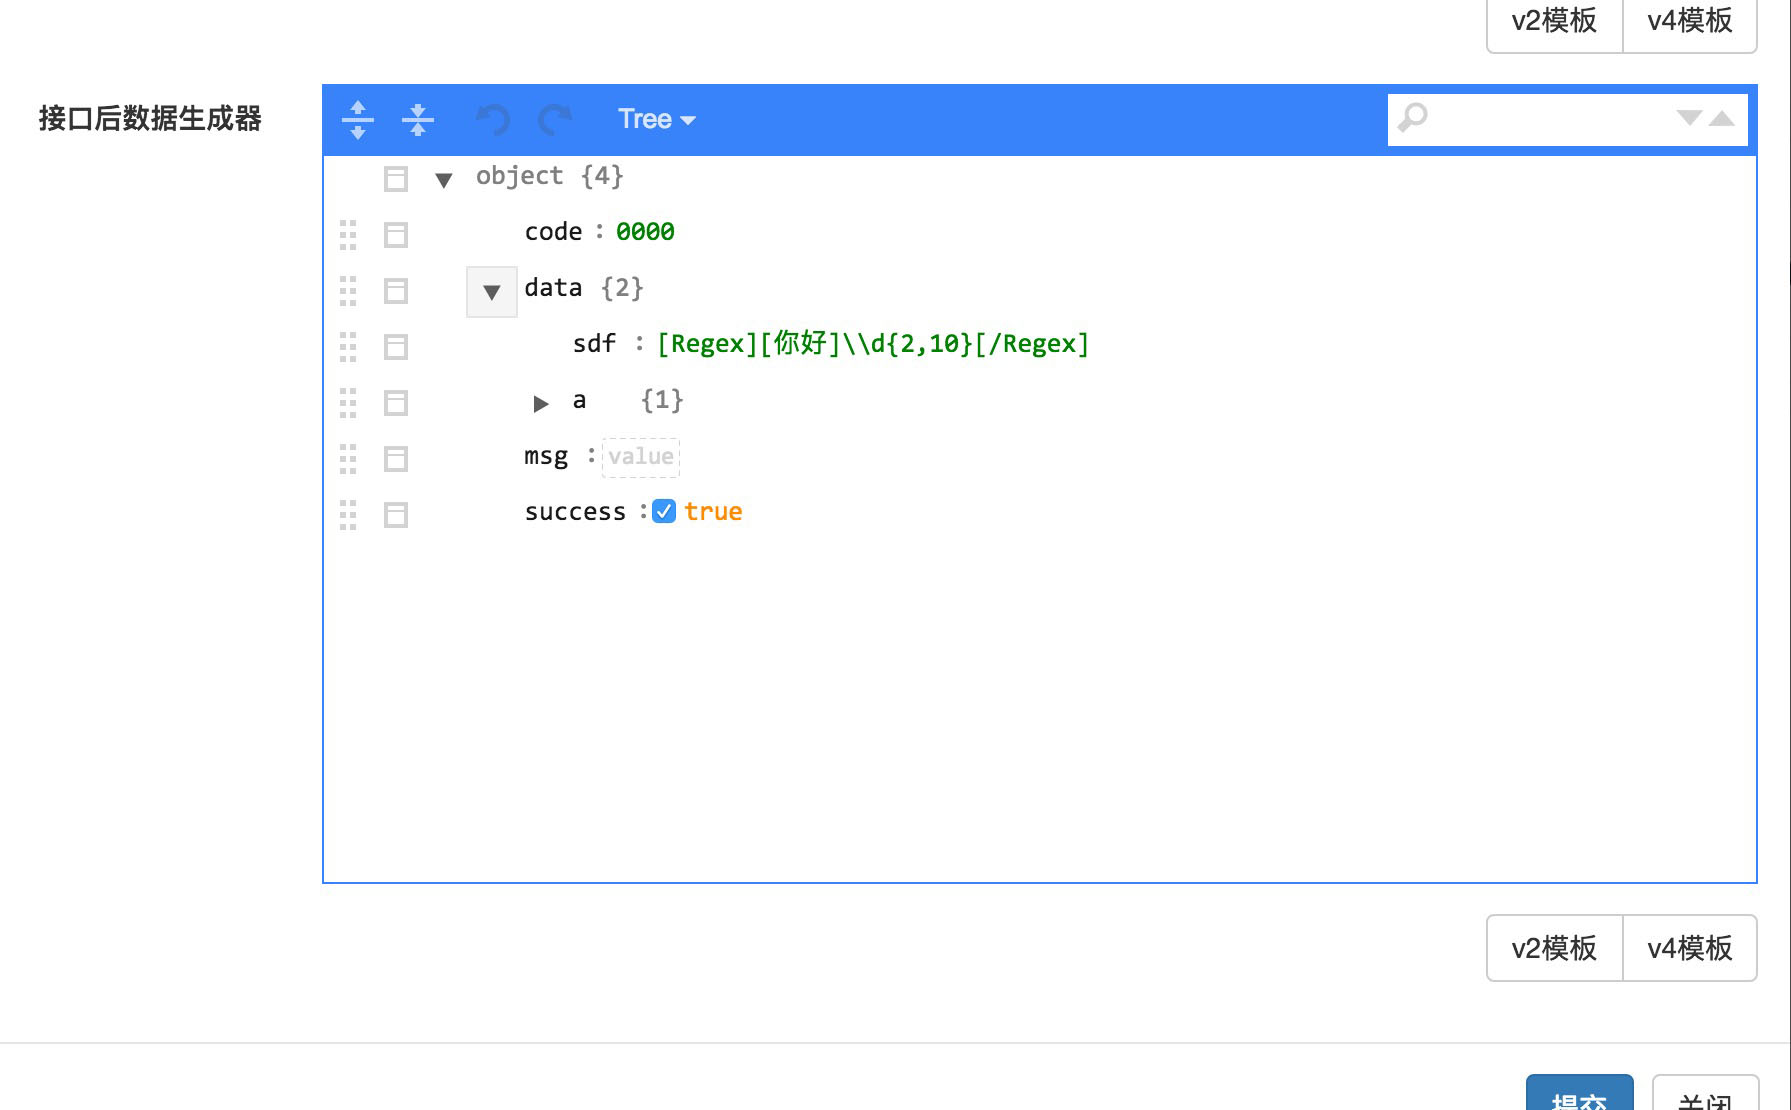 v2模板 v4模板
接口后数据生成器
Tree
object {4}
code : 0000
data {2}
sdf : [Regex][你好]\\d{2,10}[/Regex]
a {1}
msg : value
success : true
v2模板 v4模板
提交 关闭